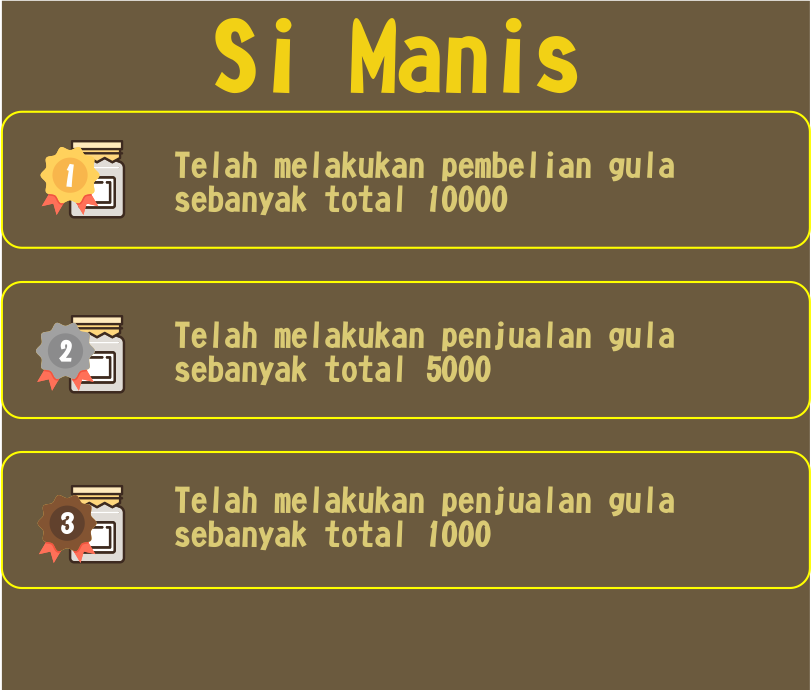 Si Manis
1
Telah melakukan pembelian gula
sebanyak total 10000
2
Telah melakukan penjualan gula
sebanyak total 5000
3
Telah melakukan penjualan gula
sebanyak total 1000